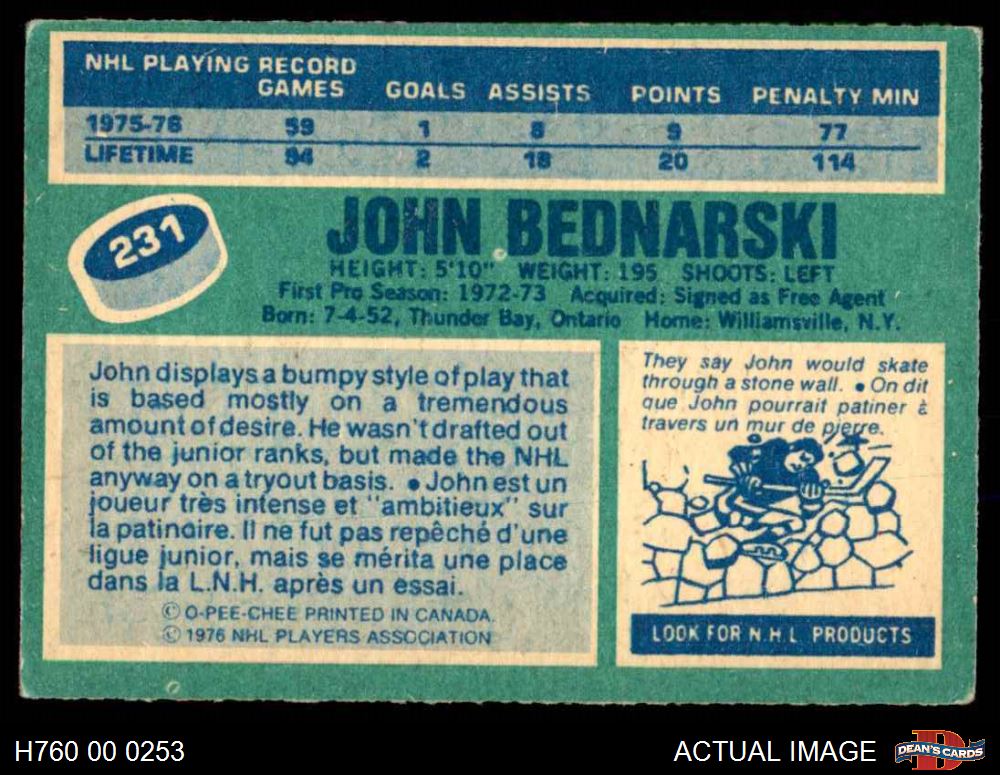 NHL PLAYING RECORD
GAMES GOALS ASSISTS POINTS PENALTY MIN
1975-76 59 1 8 9 77
LIFETIME 94 2 18 20 114
231
JOHN BEDNARSKI
HEIGHT: 5'10" WEIGHT: 195 SHOOTS: LEFT
First Pro Season: 1972-73 Acquired: Signed as Free Agent
Born: 7-4-52, Thunder Bay, Ontario Home: Williamsville, N.Y.
John displays a bumpy style of play that
is based mostly on a tremendous
amount of desire. He wasn't drafted out
of the junior ranks, but made the NHL
anyway on a tryout basis. • John est un
joueur très intense et "ambitieux" sur
la patinoire. Il ne fut pas repêché d'une
ligue junior, mais se mérita une place
dans la L.N.H. après un essai.
© O-PEE-CHEE PRINTED IN CANADA.
© 1976 NHL PLAYERS ASSOCIATION
They say John would skate
through a stone wall. • On dit
que John pourrait patiner à
travers un mur de pierre.
LOOK FOR N.H.L PRODUCTS
H760 00 0253
ACTUAL IMAGE
DEAN'S CARDS